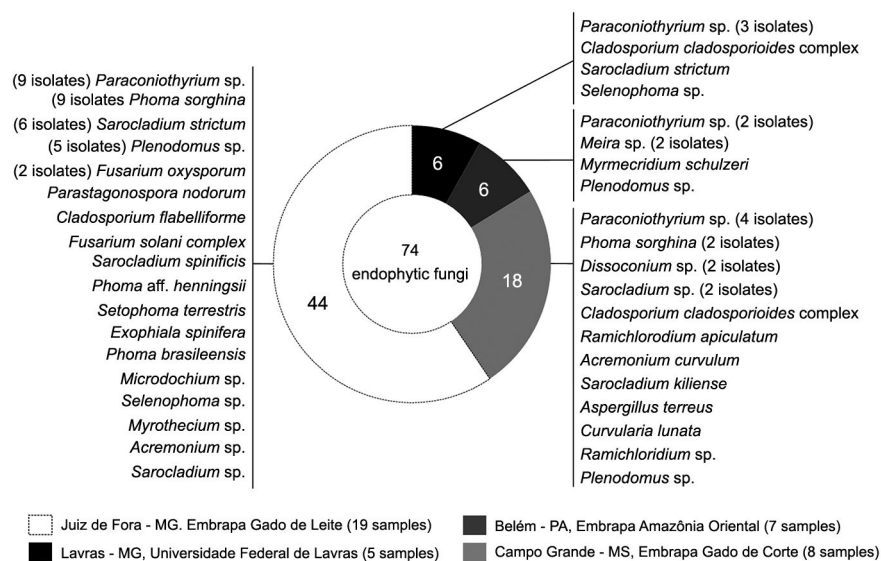 (9 isolates) Paraconiothyrium sp.
(9 isolates Phoma sorghina
(6 isolates) Sarocladium strictum
(5 isolates) Plenodomus sp.
(2 isolates) Fusarium oxysporum
Parastagonospora nodorum
Cladosporium flabelliforme
Fusarium solani complex
Sarocladium spinificis
Phoma aff. henningsii
Setophoma terrestris
Exophiala spinifera
Phoma brasileensis
Microdochium sp.
Selenophoma sp.
Myrothecium sp.
Acremonium sp.
Sarocladium sp.
44
74
endophytic fungi
6
6
18
Paraconiothyrium sp. (3 isolates)
Cladosporium cladosporioides complex
Sarocladium strictum
Selenophoma sp.
Paraconiothyrium sp. (2 isolates)
Meira sp. (2 isolates)
Myrmecridium schulzeri
Plenodomus sp.
Paraconiothyrium sp. (4 isolates)
Phoma sorghina (2 isolates)
Dissoconium sp. (2 isolates)
Sarocladium sp. (2 isolates)
Cladosporium cladosporioides complex
Ramichlorodium apiculatum
Acremonium curvulum
Sarocladium kiliense
Aspergillus terreus
Curvularia lunata
Ramichloridium sp.
Plenodomus sp.
Juiz de Fora - MG. Embrapa Gado de Leite (19 samples)
Lavras - MG, Universidade Federal de Lavras (5 samples)
Belém - PA, Embrapa Amazônia Oriental (7 samples)
Campo Grande - MS, Embrapa Gado de Corte (8 samples)